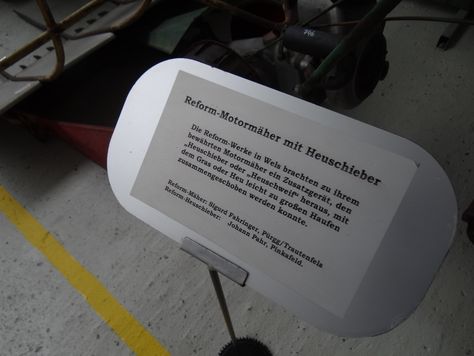 Reform-Motormäher mit Heuschieber
Die Reform-Werke in Wels brachten zu ihrem
bewährten Motormäher ein Zusatzgerät, den
„Heuschieber oder „Heuschweif“ heraus, mit
dem Gras oder Heu leicht zu großen Haufen
zusammengeschoben werden konnte.
Reform-Mäher: Sigurd Fahringer, Pürgg/Trautenfels
Reform-Heuschieber: Johann Pahr, Pinkafeld.